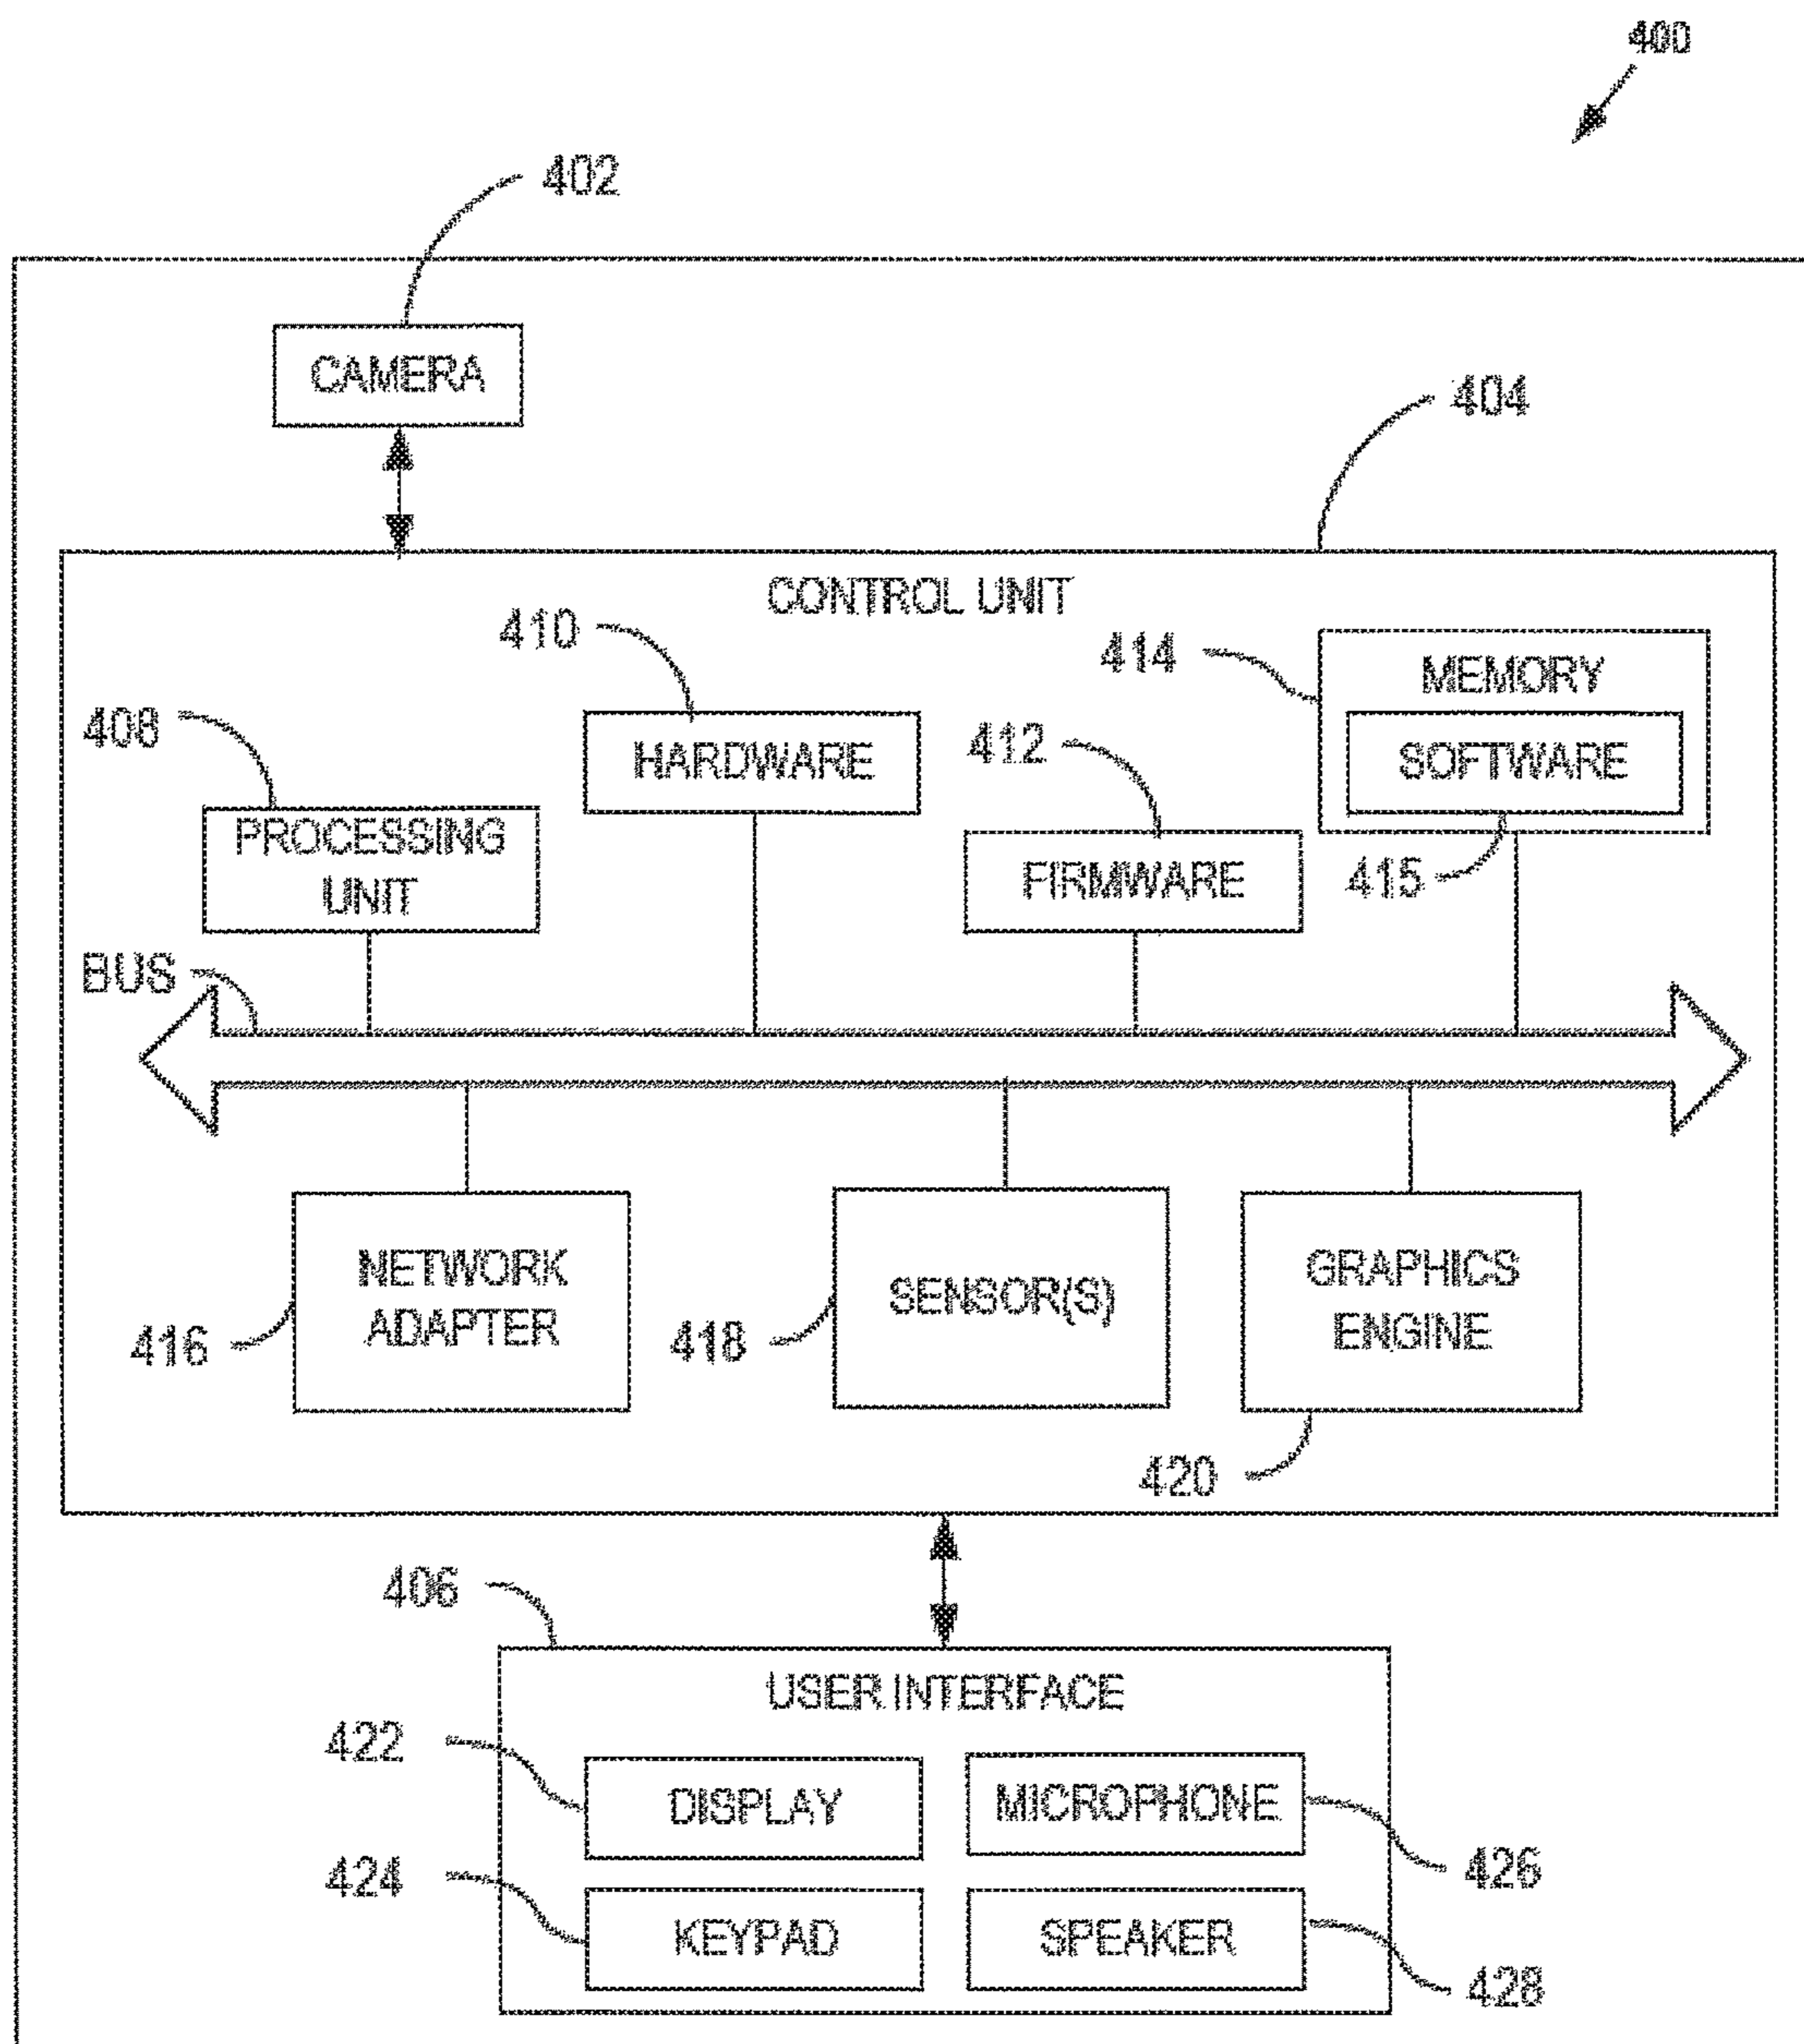 400
402
CAMERA
404
CONTROL UNIT
410
414
MEMORY
408
HARDWARE
412
SOFTWARE
PROCESSING
UNIT
FIRMWARE
415
BUS
NETWORK
ADAPTER
416
SENSOR(S)
418
GRAPHICS
ENGINE
420
406
USER INTERFACE
422
DISPLAY
MICROPHONE
426
424
KEYPAD
SPEAKER
428